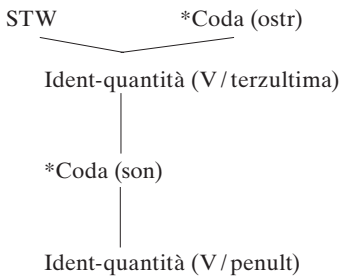 STW *Coda (ostr)
Ident-quantità (V/terzultima)
*Coda (son)
Ident-quantità (V/penult)